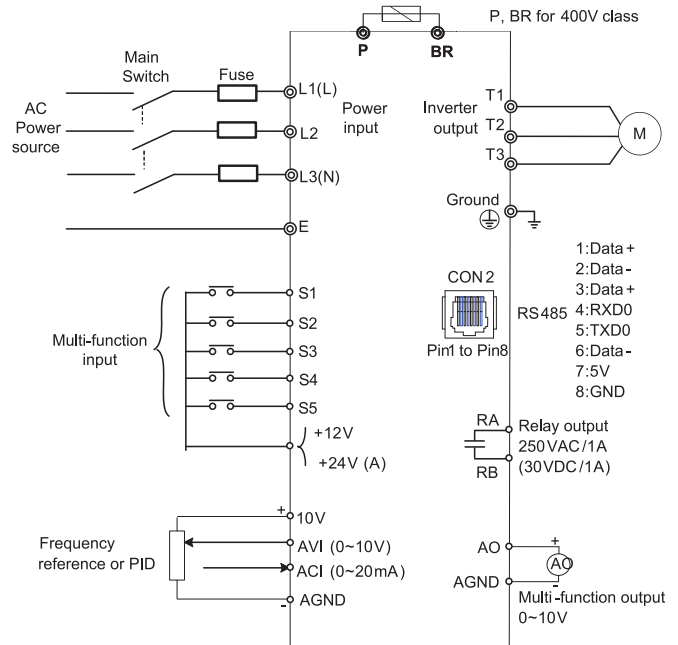 P, BR for 400V class
P
BR
Main
Switch
Fuse
AC
Power
source
L1(L)
L2
L3(N)
E
Power
input
Inverter
output
T1
T2
T3
M
Ground
CON2
Pin1 to Pin8
RS485
1:Data+
2:Data-
3:Data+
4:RXD0
5:TXD0
6:Data-
7:5V
8:GND
Multi-function
input
S1
S2
S3
S4
S5
+12V
+24V (A)
RA
RB
Relay output
250VAC/1A
(30VDC/1A)
Frequency
reference or PID
+
10V
AVI (0~10V)
ACI (0~20mA)
-
AGND
AO
AGND
+
AO
-
Multi-function output
0~10V